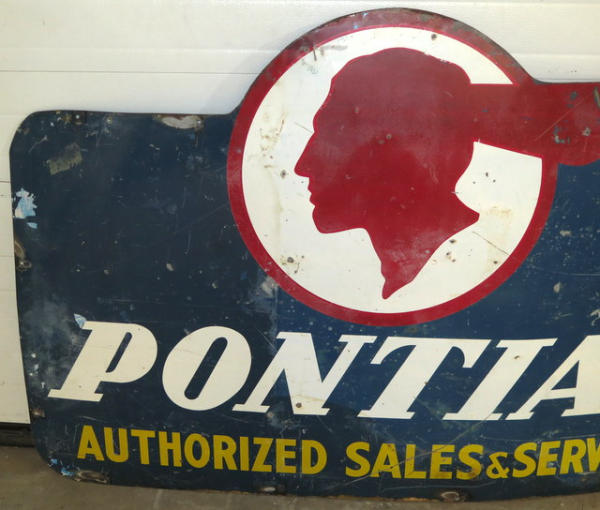 PONTIA
AUTHORIZED SALES & SERV